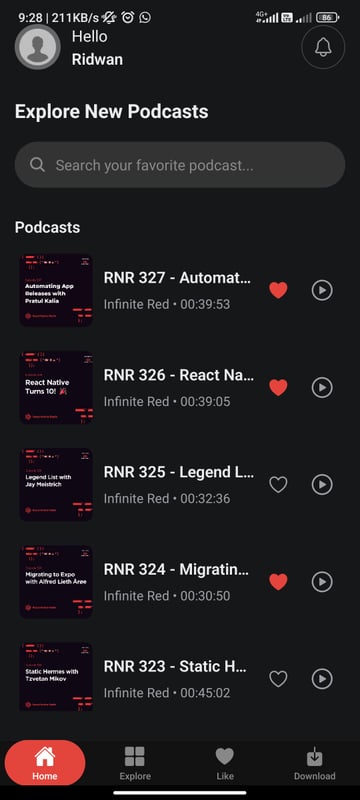 9:28 | 211KB/s
4G+
86
Hello
Ridwan
Explore New Podcasts
Search your favorite podcast...
Podcasts
Automating App
Releases with
Pratul Kalia
RNR 327 - Automat...
Infinite Red • 00:39:53
React Native
Turns 10!
RNR 326 - React Na...
Infinite Red • 00:39:05
Legend List with
Jay Meistrich
RNR 325 - Legend L...
Infinite Red • 00:32:36
Migrating to Expo
with Alfred Lieth Årøe
RNR 324 - Migratin...
Infinite Red • 00:30:50
Static Hermes with
Tzvetan Mikov
RNR 323 - Static H...
Infinite Red • 00:45:02
Home
Explore
Like
Download